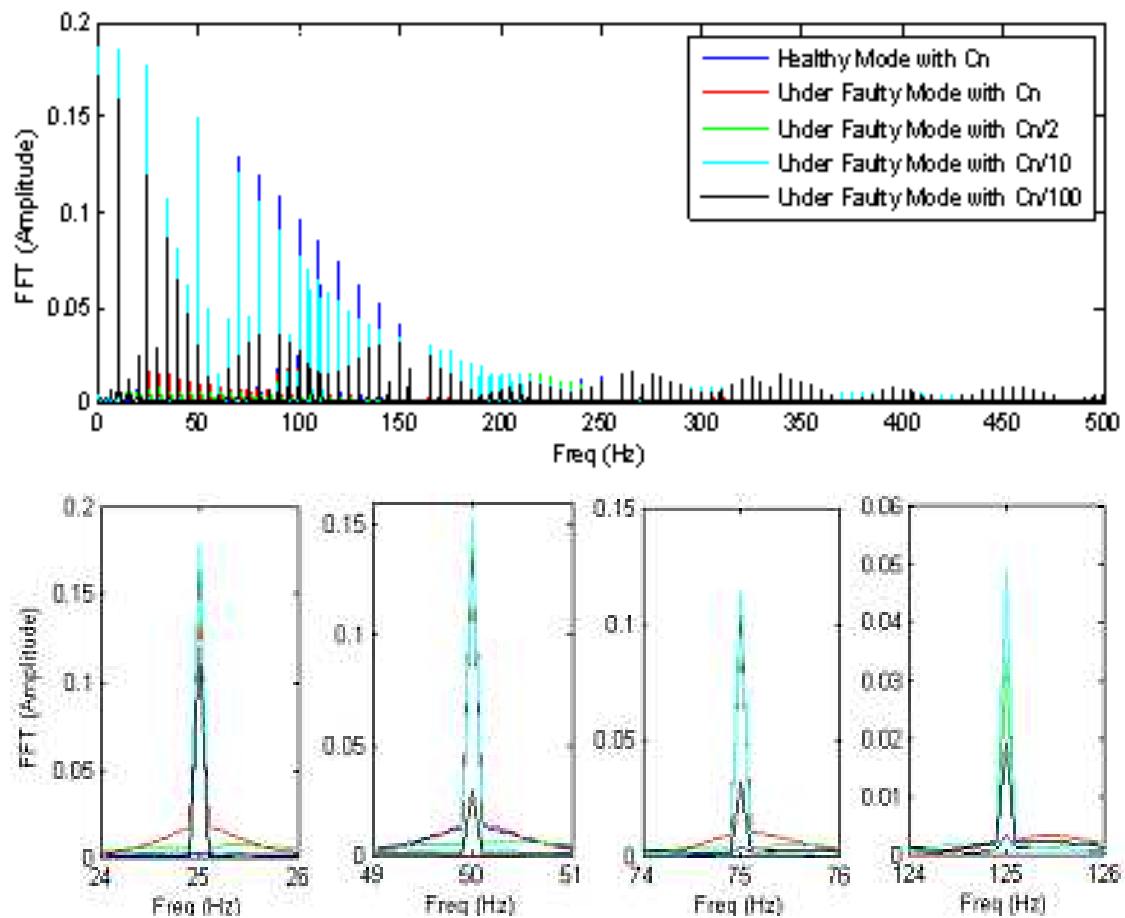 0.2
0.15
0.1
0.05
0
FFT (Amplitude)
Healthy Mode with Cn
Under Faulty Mode with Cn
Under Faulty Mode with Cn/2
Under Faulty Mode with Cn/10
Under Faulty Mode with Cn/100
0 50 100 150 200 250 300 350 400 450 500
Freq (Hz)
0.2
0.15
0.1
0.05
0
FFT (Amplitude)
24 25 26
Freq (Hz)
0.15
0.1
0.05
0
49 50 51
Freq (Hz)
0.15
0.1
0.05
0
74 75 76
Freq (Hz)
0.06
0.05
0.04
0.03
0.02
0.01
0
124 125 126
Freq (Hz)